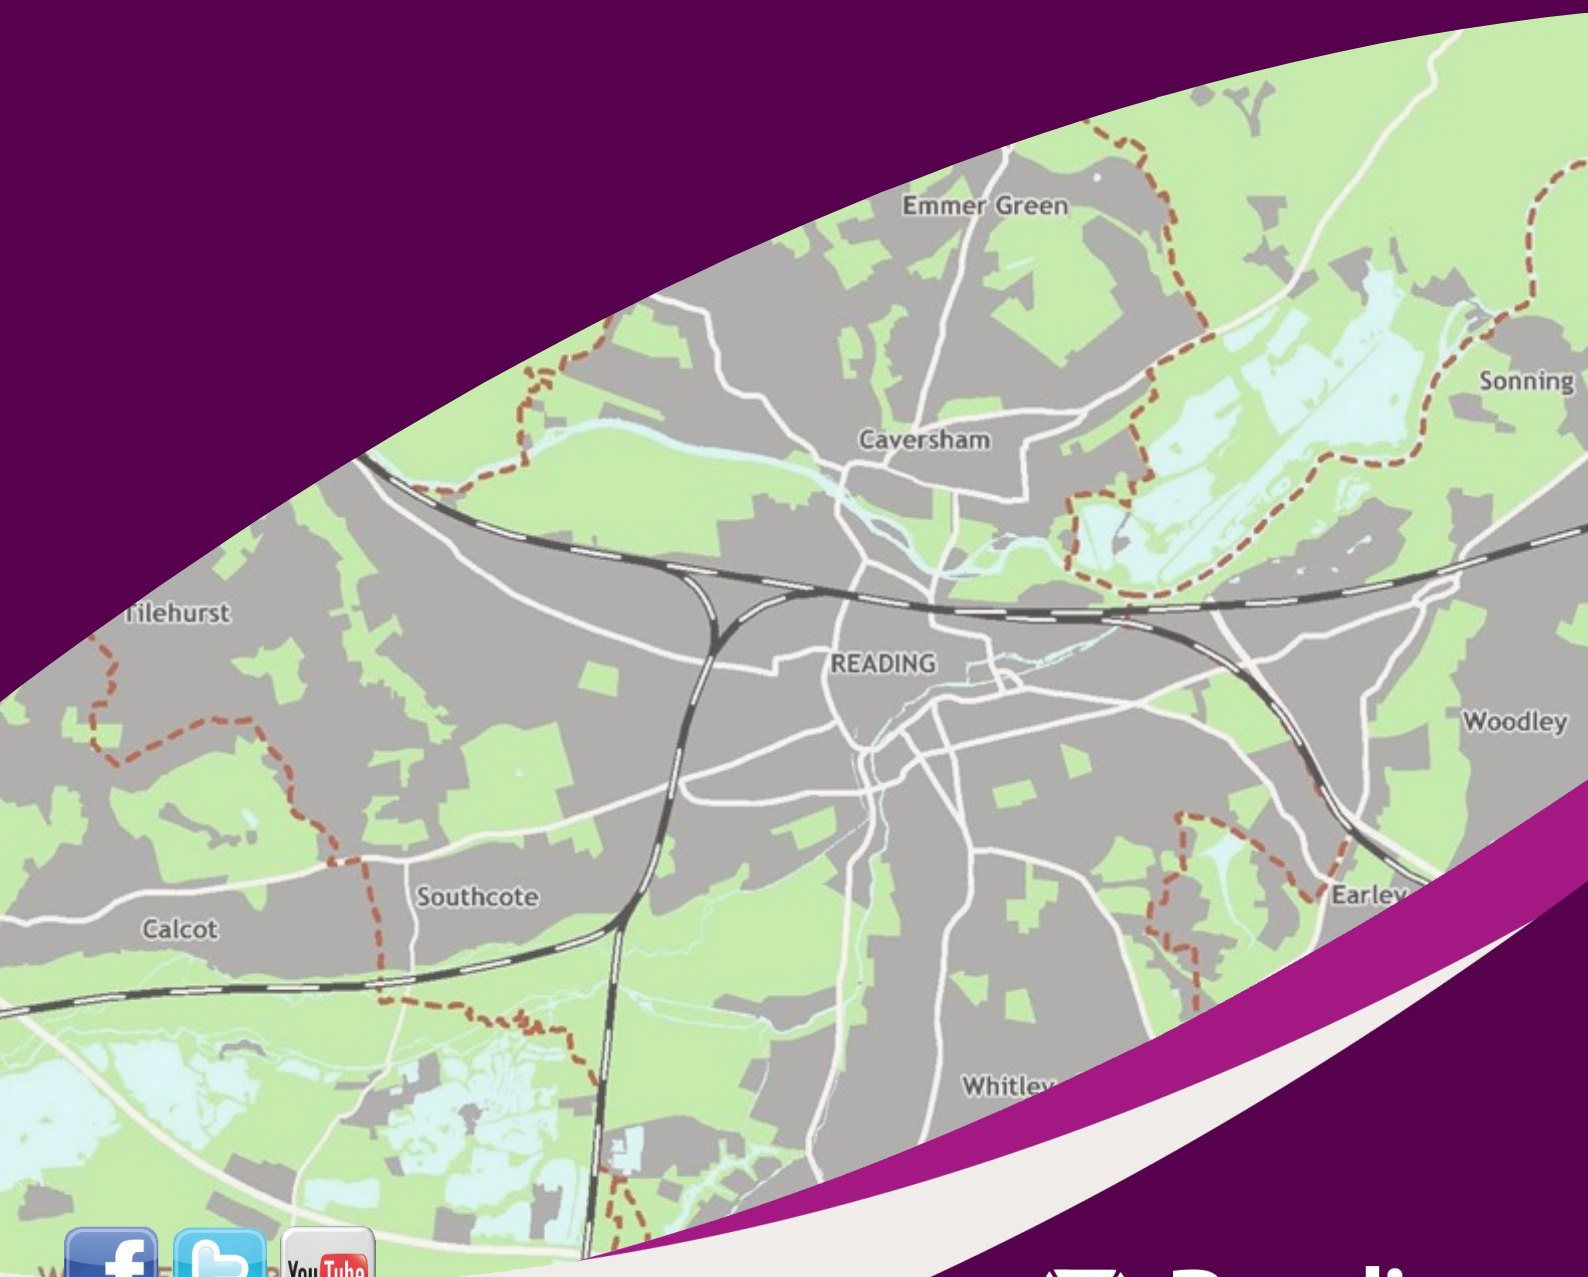 Emmer Green
Sonning
Caversham
Tilehurst
READING
Woodley
Southcote
Earley
Calcot
Whitley
You Tube